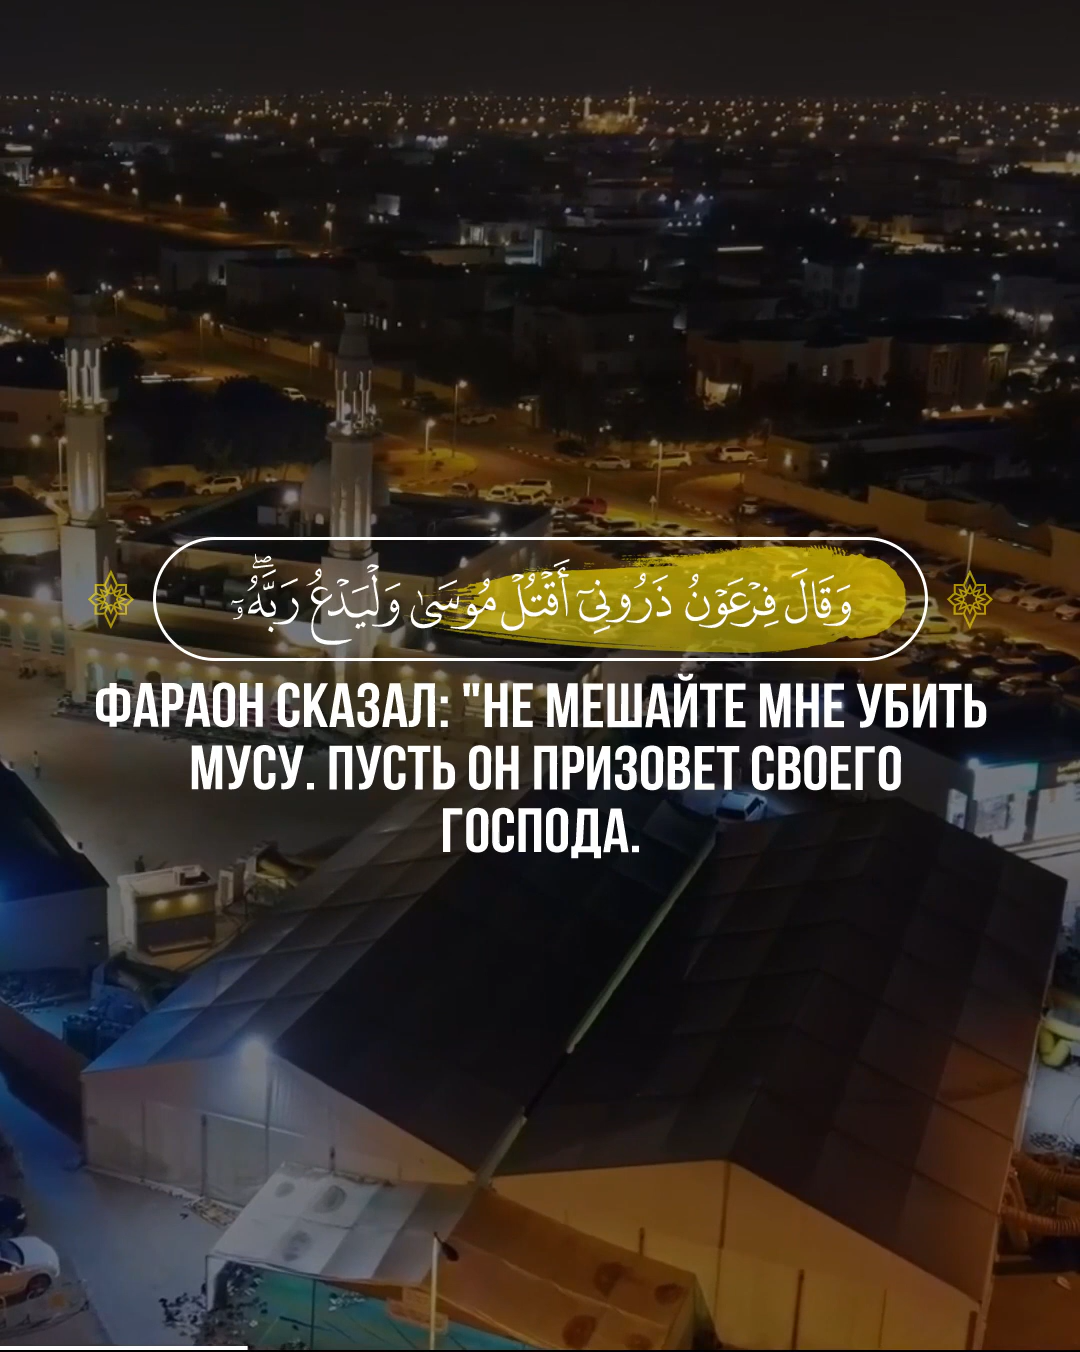 وَقَالَ فِرْعَوْنُ ذَرُونِىٓ أَقْتُلْ مُوسَىٰ وَلْيَدْعُ رَبَّهُۥٓ ۖ
ФАРАОН СКАЗАЛ: "НЕ МЕШАЙТЕ МНЕ УБИТЬ
МУСУ. ПУСТЬ ОН ПРИЗОВЕТ СВОЕГО
ГОСПОДА.